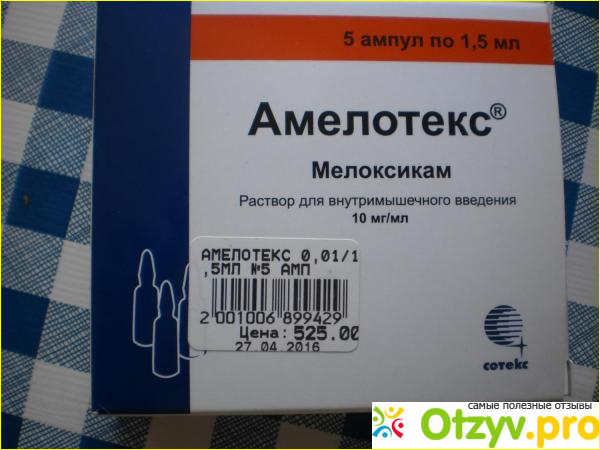 5 ампул по 1,5 мл
Амелотекс®
Мелоксикам
Раствор для внутримышечного введения
10 мг/мл
АМЕЛОТЕКС 0,01/1
,5МЛ №5 АМП
2 001006 899429
Цена: 525.00
27.04.2016
сотекс
самые полезные отзывы
Otzyv.pro